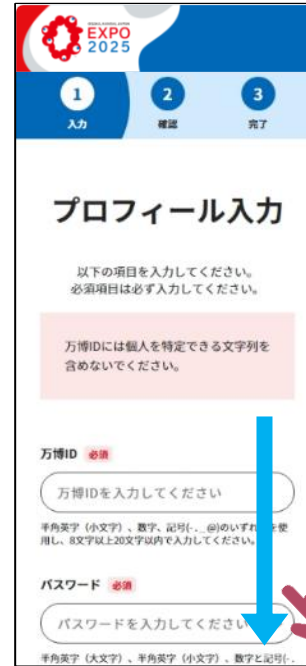 EXPO
2025
1
2
3
入力
確認
完了
プロフィール入力
以下の項目を入力してください。
必須項目は必ず入力してください。
万博IDには個人を特定できる文字列を
含めないでください。
万博ID 必須
万博IDを入力してください
半角英字（小文字）、数字、記号(-._@)のいずれ を使
用し、8文字以上20文字以内で入力してください。
パスワード 必須
パスワードを入力してください
半角英字（大文字）、半角英字（小文字）、数字と記号(-.